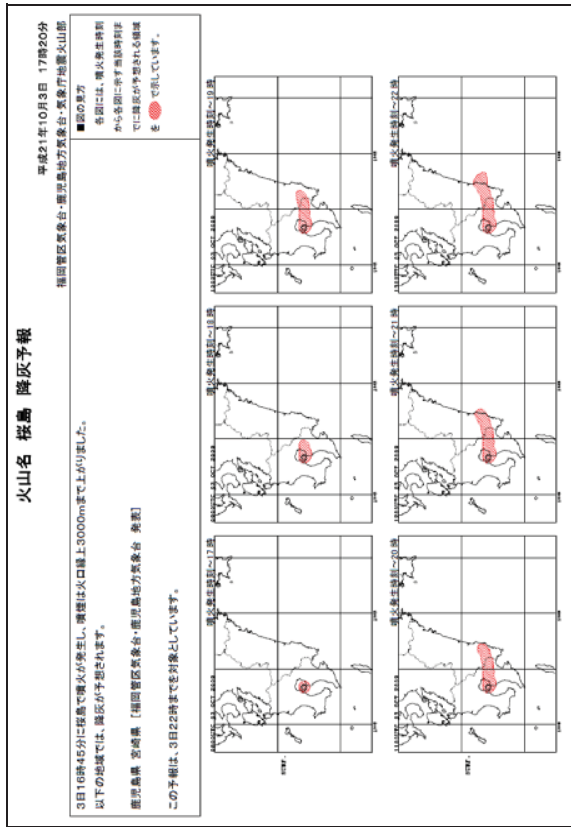 火山名 桜島 降灰予報
平成21年10月3日 17時20分
福岡管区気象台・鹿児島地方気象台・気象庁地震火山部
3日16時45分に桜島で噴火が発生し、噴煙は火口縁上3000mまで上がりました。
以下の地域では、降灰が予想されます。
鹿児島県 宮崎県 [福岡管区気象台・鹿児島地方気象台 発表]
この予報は、3日22時までを対象としています。
■図の見方
各図には、噴火発生時刻
から各図に示す当該時刻ま
でに降灰が予想される領域
を で示しています。
噴火発生時刻~17時
噴火発生時刻~18時
噴火発生時刻~19時
噴火発生時刻~20時
噴火発生時刻~21時
噴火発生時刻~22時